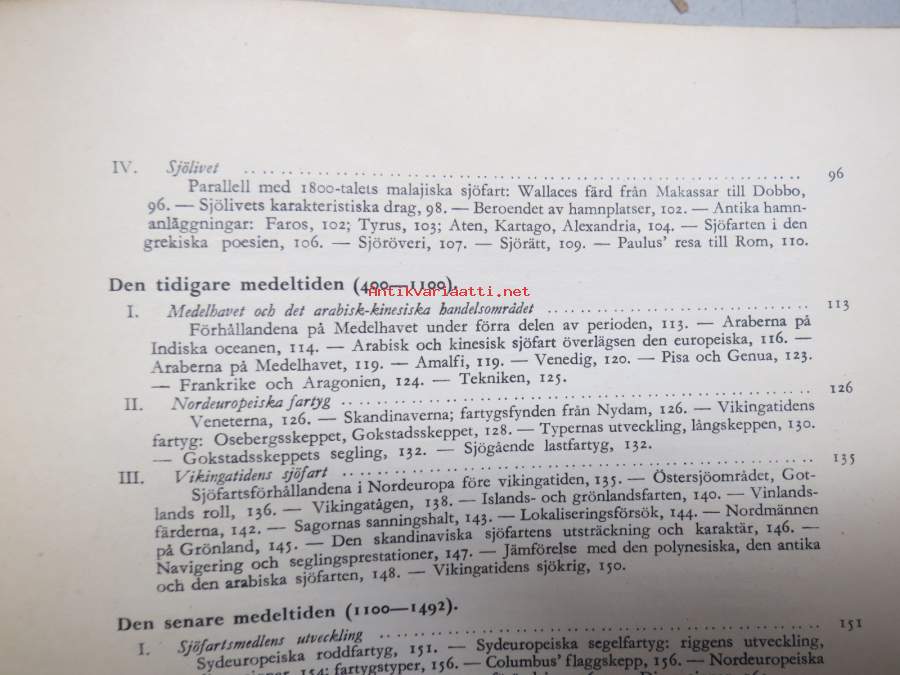 IV. Sjölivet ........ 96
Parallell med 1800-talets malajiska sjöfart: Wallaces färd från Makassar till Dobbo,
96. — Sjölivets karakteristiska drag, 98. — Beroendet av hamnplatser, 102. — Antika hamn-
anläggningar: Faros, 102; Tyrus, 103; Aten, Kartago, Alexandria, 104. — Sjöfarten i den
grekiska poesien, 106. — Sjöröveri, 107. — Sjörätt, 109. — Paulus' resa till Rom, 110.
Den tidigare medeltiden (400—1100).
Antikvariaatti.net
I. Medelhavet och det arabisk-kinesiska handelsområdet ........ 113
Förhållandena på Medelhavet under förra delen av perioden, 113. — Araberna på
Indiska oceanen, 114. — Arabisk och kinesisk sjöfart överlägsen den europeiska, 116. —
Araberna på Medelhavet, 119. — Amalfi, 119. — Venedig, 120. — Pisa och Genua, 123.
— Frankrike och Aragonien, 124. — Tekniken, 125.
II. Nordeuropeiska fartyg ........ 126
Veneterna, 126. — Skandinaverna; fartygsfynden från Nydam, 126. — Vikingatidens
fartyg: Osebergsskeppet, Gokstadsskeppet, 128. — Typernas utveckling, långskeppen, 130.
— Gokstadsskeppets segling, 132. — Sjögående lastfartyg, 132.
III. Vikingatidens sjöfart ........ 135
Sjöfartsförhållandena i Nordeuropa före vikingatiden, 135. — Östersjöområdet, Got-
lands roll, 136. — Vikingatågen, 138. — Islands- och grönlandsfarten, 140. — Vinlands-
färderna, 142. — Sagornas sanningshalt, 143. — Lokaliseringsförsök, 144. — Nordmännen
på Grönland, 145. — Den skandinaviska sjöfartens utsträckning och karaktär, 146. —
Navigering och seglingsprestationer, 147. — Jämförelse med den polynesiska, den antika
och den arabiska sjöfarten, 148. — Vikingatidens sjökrig, 150.
Den senare medeltiden (1100—1492).
I. Sjöfartsmedlens utveckling ........ 151
Sydeuropeiska roddfartyg, 151. — Sydeuropeiska segelfartyg: riggens utveckling,
154; fartygstyper, 156. — Columbus' flaggskepp, 156. — Nordeuropeiska